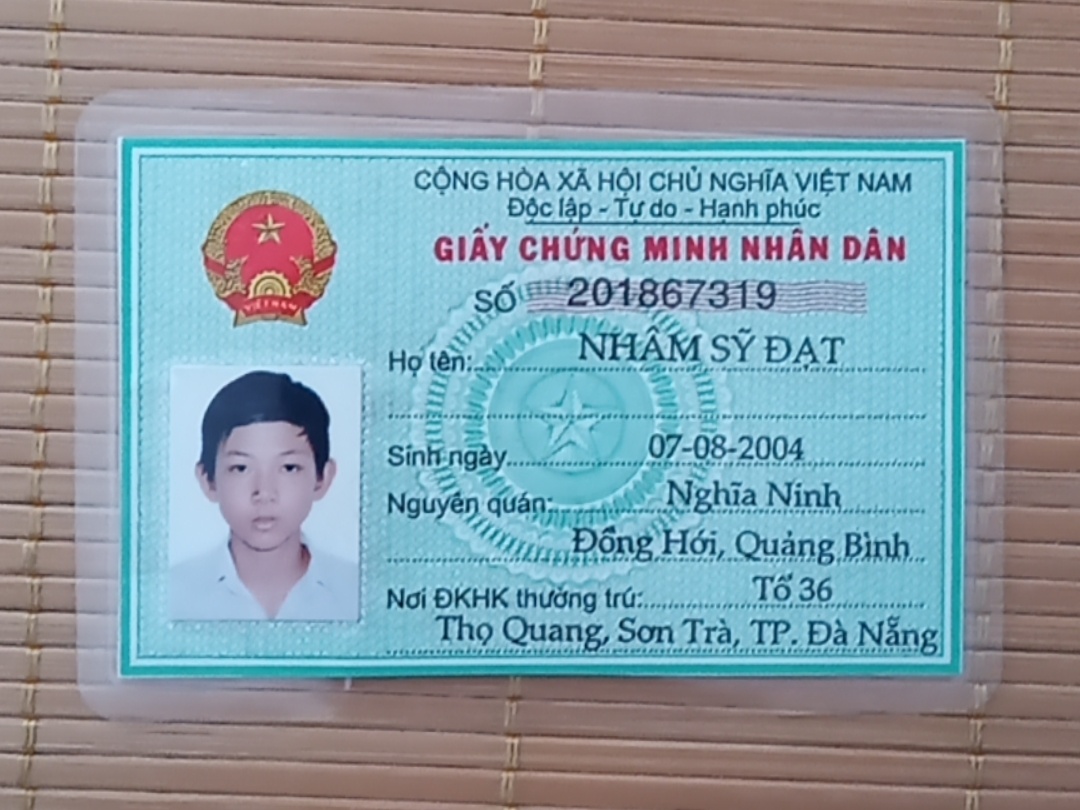 CỘNG HÒA XÃ HỘI CHỦ NGHĨA VIỆT NAM
Độc lập - Tự do - Hạnh phúc
GIẤY CHỨNG MINH NHÂN DÂN
SỐ 201867319
Họ tên: NHÂM SỸ ĐẠT
Sinh ngày 07-08-2004
Nguyên quán: Nghĩa Ninh
Đồng Hới, Quảng Bình
Nơi ĐKHK thường trú: Tổ 36
Thọ Quang, Sơn Trà, TP. Đà Nẵng
VIỆT NAM